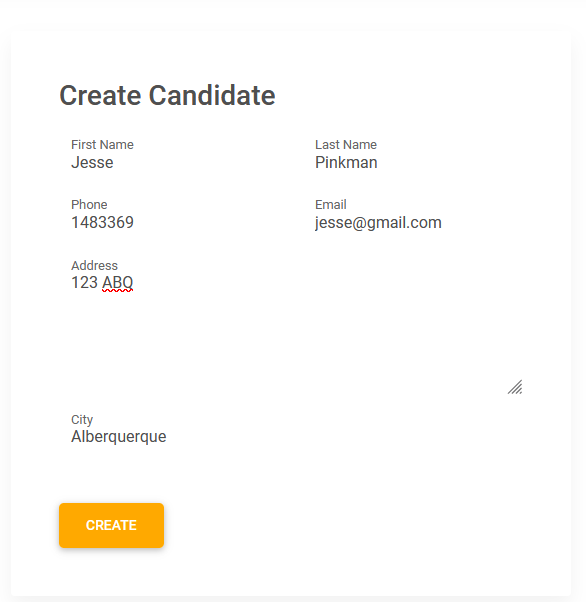 Create Candidate
First Name Last Name
Jesse Pinkman
Phone Email
1483369 jesse@gmail.com
Address
123 ABQ
City
Alberquerque
CREATE